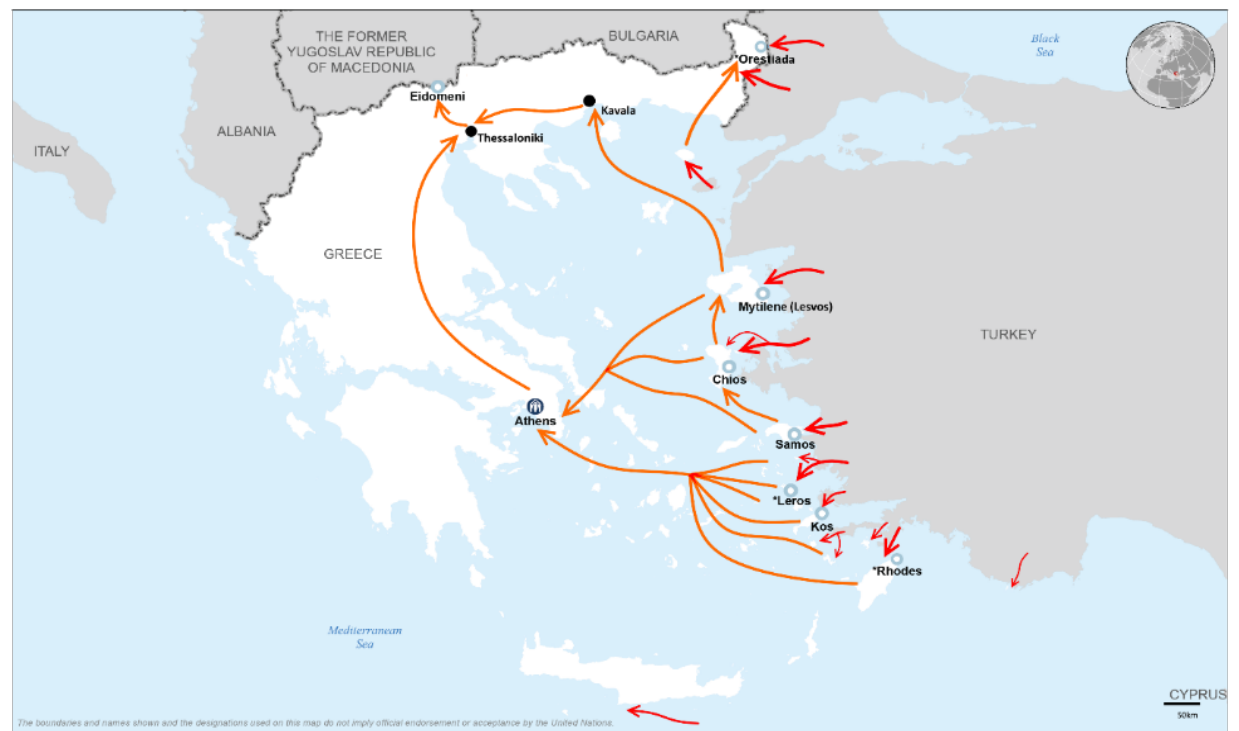 THE FORMER
YUGOSLAV REPUBLIC
OF MACEDONIA
BULGARIA
Black
Sea
*Orestiada
Eidomeni
Kavala
ALBANIA
Thessaloniki
ITALY
GREECE
Mytilene (Lesvos)
TURKEY
Chios
Athens
Samos
*Leros
Kos
*Rhodes
Mediterranean
Sea
CYPRUS
50km
The boundaries and names shown and the designations used on this map do not imply official endorsement or acceptance by the United Nations.